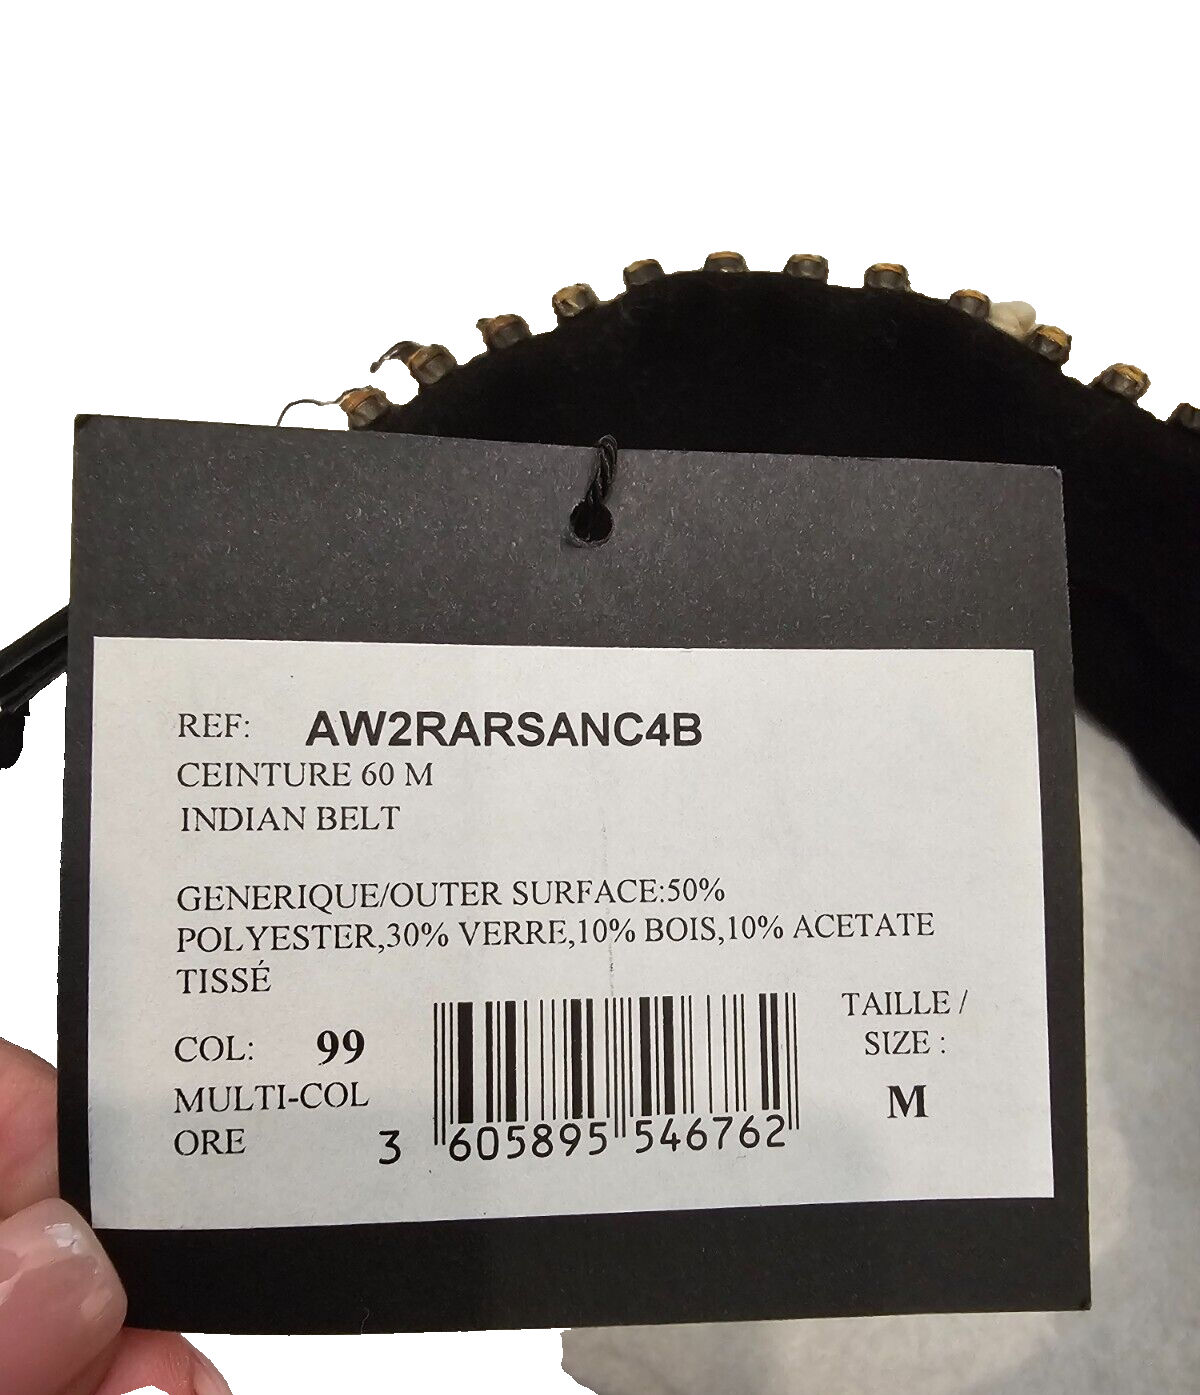 REF: AW2RARSANC4B
CEINTURE 60 M
INDIAN BELT
GENERIQUE/OUTER SURFACE:50%
POLYESTER,30% VERRE,10% BOIS,10% ACETATE
TISSÉ
COL: 99
MULTI-COL
ORE
3 605895 546762
TAILLE /
SIZE :
M